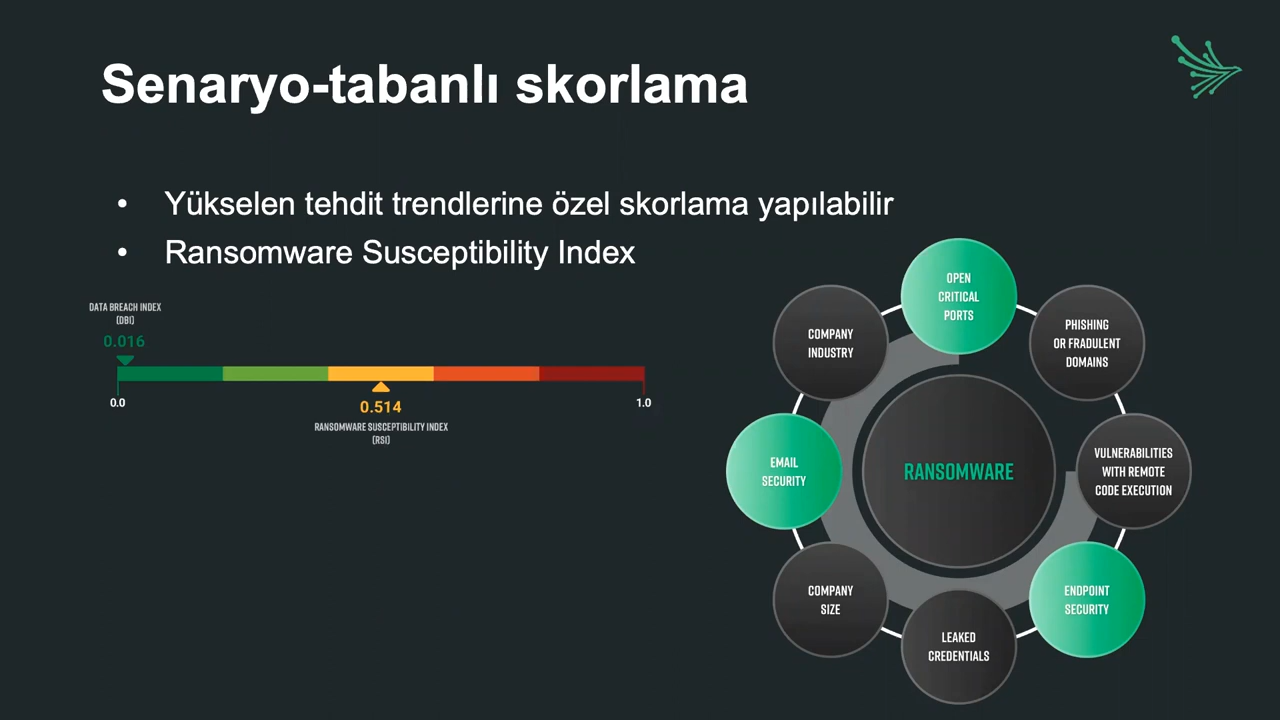 Senaryo-tabanlı skorlama
• Yükselen tehdit trendlerine özel skorlama yapılabilir
• Ransomware Susceptibility Index
DATA BREACH INDEX
(DBI)
0.016
0.0
1.0
0.514
RANSOMWARE SUSCEPTIBILITY INDEX
(RSI)
OPEN
CRITICAL
PORTS
PHISHING
OR FRADULENT
DOMAINS
VULNERABILITIES
WITH REMOTE
CODE EXECUTION
ENDPOINT
SECURITY
LEAKED
CREDENTIALS
COMPANY
SIZE
EMAIL
SECURITY
COMPANY
INDUSTRY
RANSOMWARE